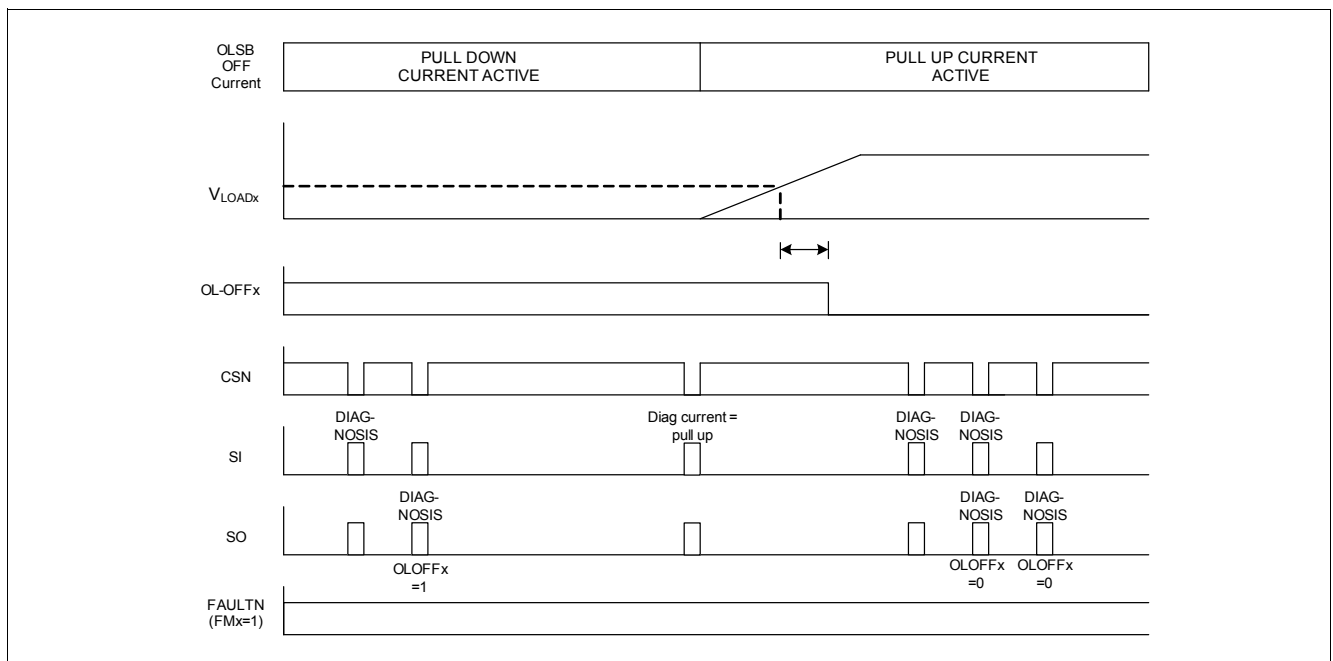 OLSB
OFF
Current
PULL DOWN
CURRENT ACTIVE
PULL UP CURRENT
ACTIVE
VLOADx
OL-OFFx
CSN
DIAG-
NOSIS
Diag current =
pull up
DIAG-
NOSIS
DIAG-
NOSIS
SI
DIAG-
NOSIS
DIAG-
NOSIS
DIAG-
NOSIS
SO
OLOFFx
=1
OLOFFx
=0
OLOFFx
=0
FAULTN
(FMx=1)